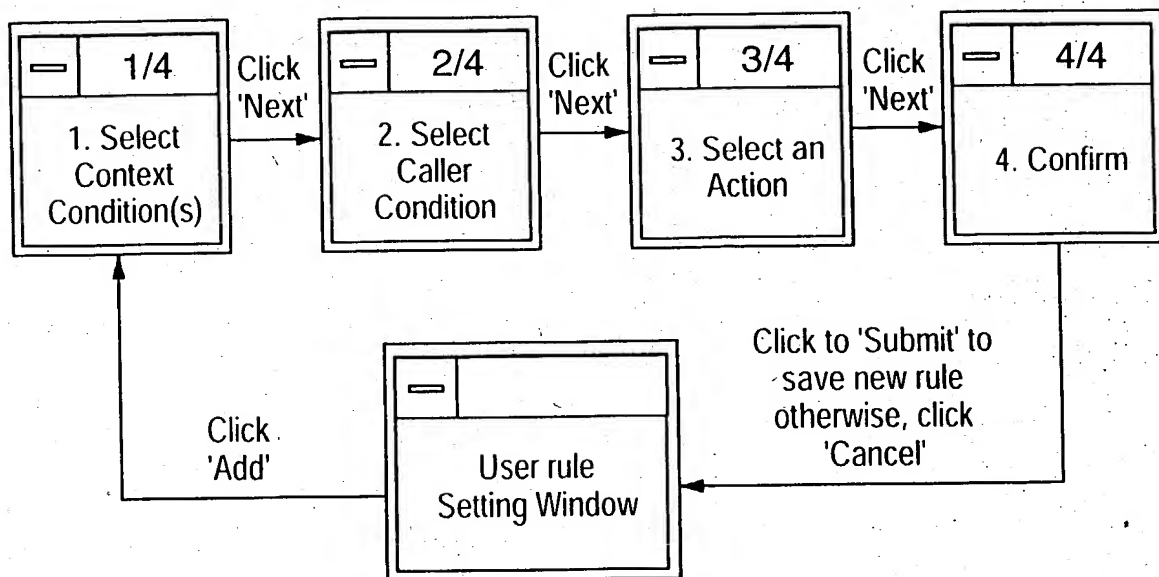 1/4
1. Select
Context
Condition(s)
Click
'Next'
2/4
2. Select
Caller
Condition
Click
'Next'
3/4
3. Select an
Action
Click
'Next'
4/4
4. Confirm
Click to 'Submit' to
save new rule
otherwise, click
'Cancel'
User rule
Setting Window
Click
'Add'